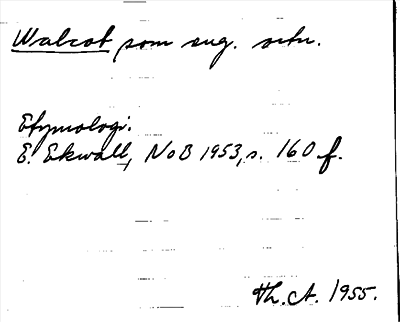 Walcot som eng. ortn.
Etymologi.
E. Ekwall, NoB 1953, s. 160 f.
Th. A. 1955.